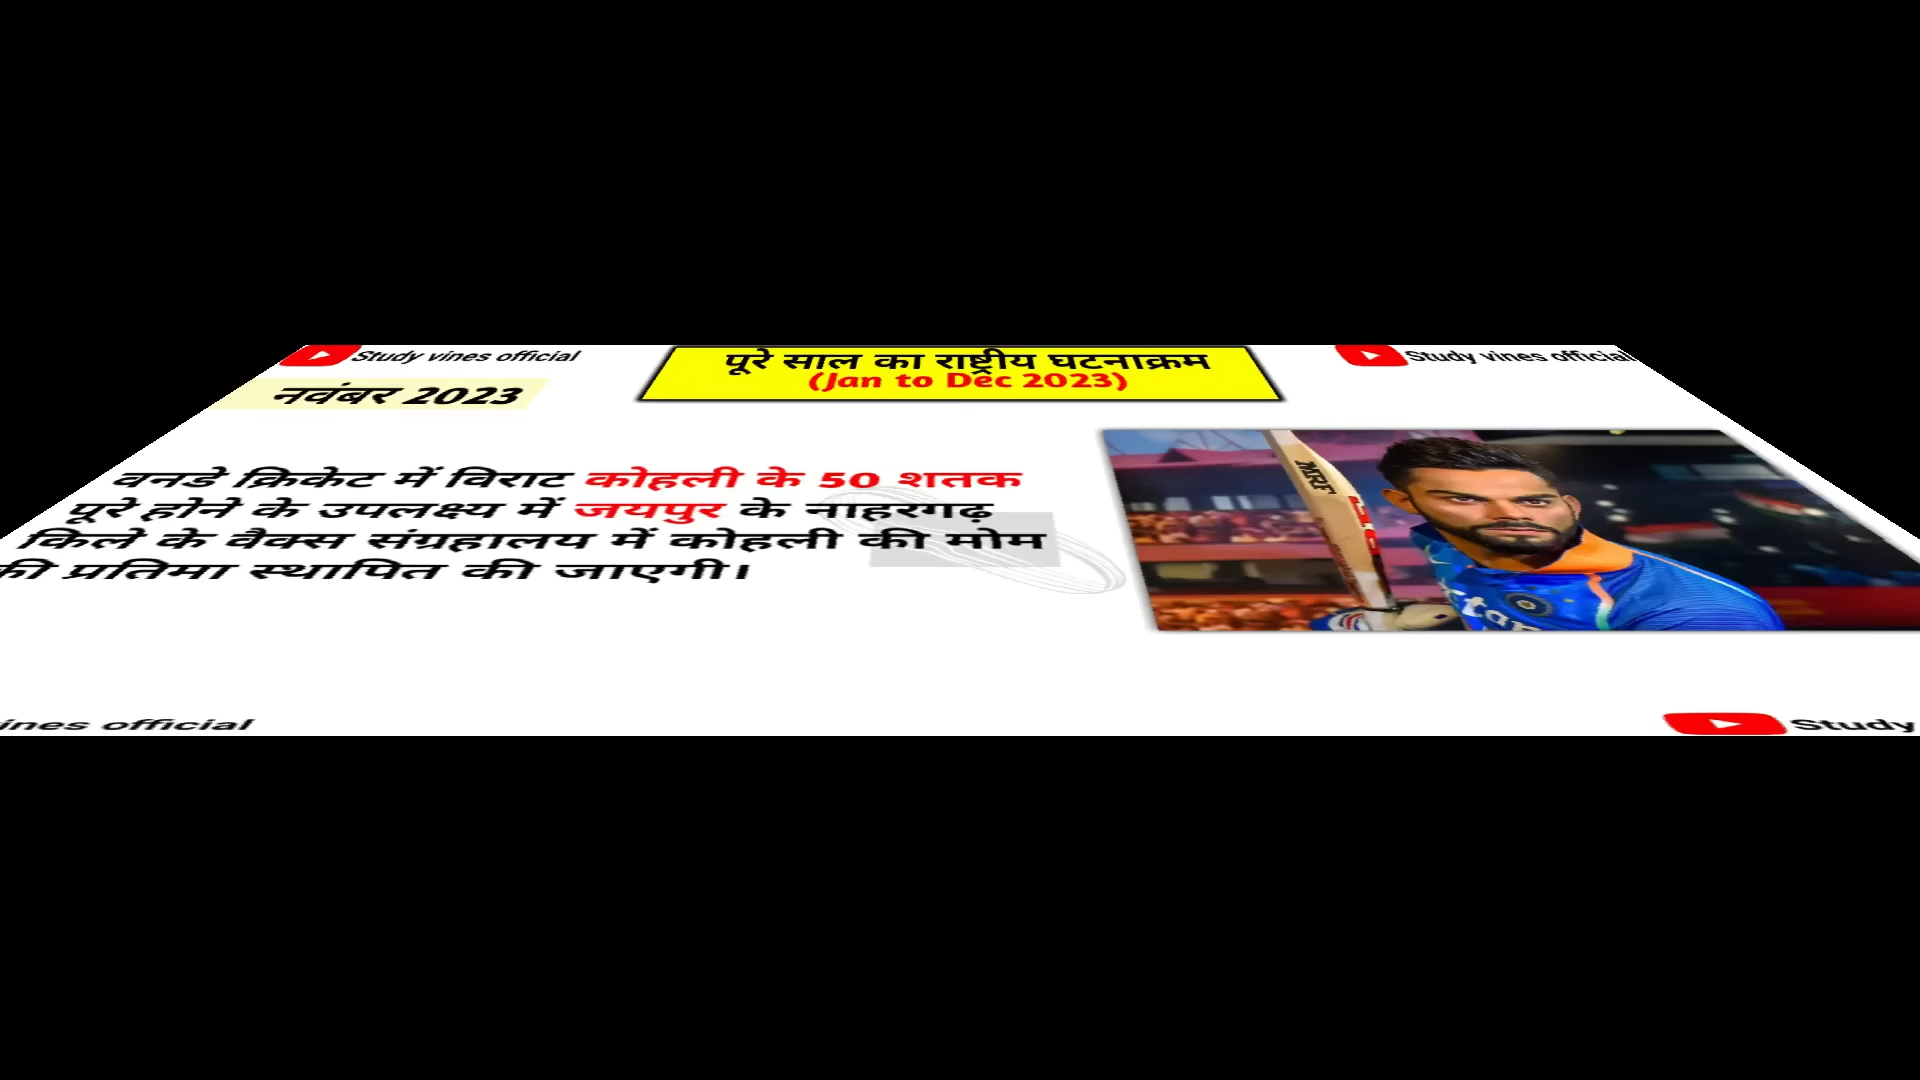 Study vines official
पूरे साल का राष्ट्रीय घटनाक्रम
(Jan to Dec 2023)
Study vines official
नवंबर 2023
वनडे क्रिकेट में विराट कोहली के 50 शतक
पूरे होने के उपलक्ष्य में जयपुर के नाहरगढ़
किले के वैक्स संग्रहालय में कोहली की मोम
की प्रतिमा स्थापित की जाएगी।
MRF
official
Study